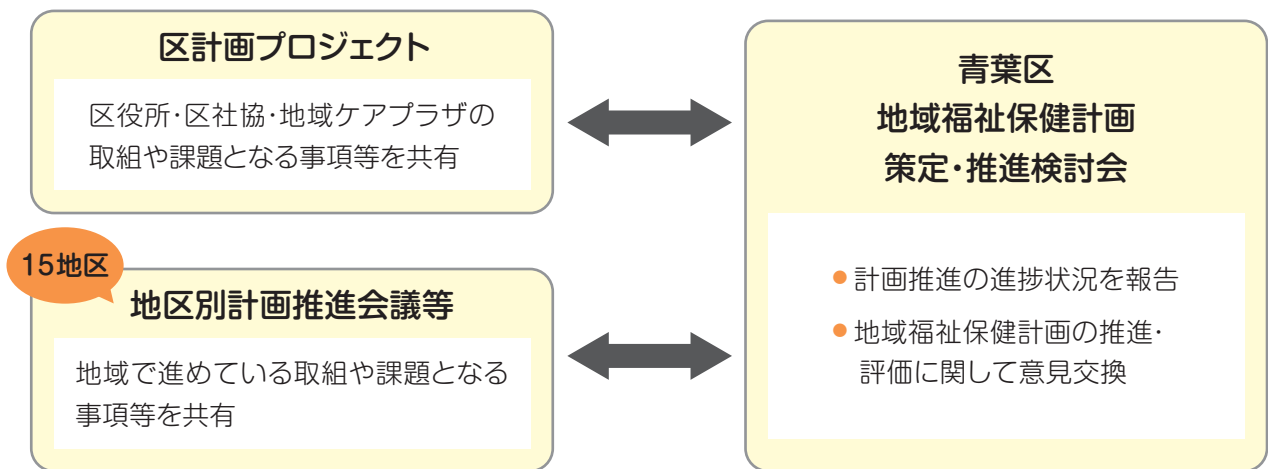 区計画プロジェクト
区役所・区社協・地域ケアプラザの
取組や課題となる事項等を共有
15地区
地区別計画推進会議等
地域で進めている取組や課題となる
事項等を共有
青葉区
地域福祉保健計画
策定・推進検討会
●計画推進の進捗状況を報告
●地域福祉保健計画の推進・
評価に関して意見交換